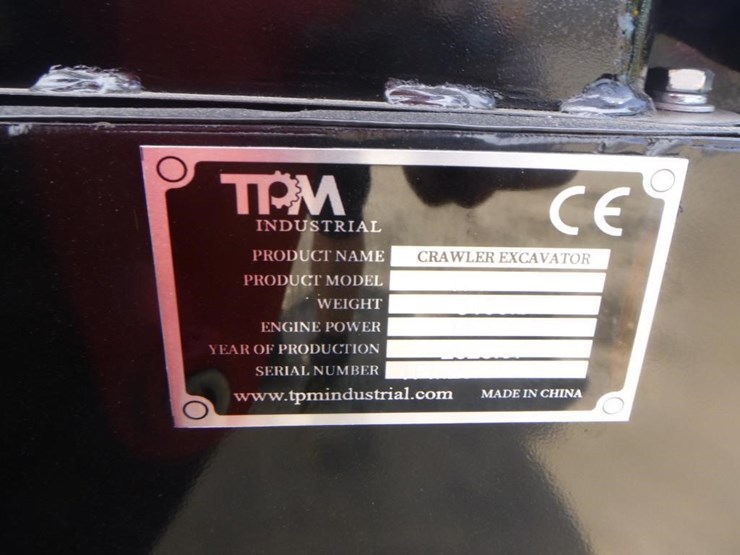 TPM
INDUSTRIAL
CE
PRODUCT NAME CRAWLER EXCAVATOR
PRODUCT MODEL
WEIGHT
ENGINE POWER
YEAR OF PRODUCTION
SERIAL NUMBER
www.tpmindustrial.com MADE IN CHINA